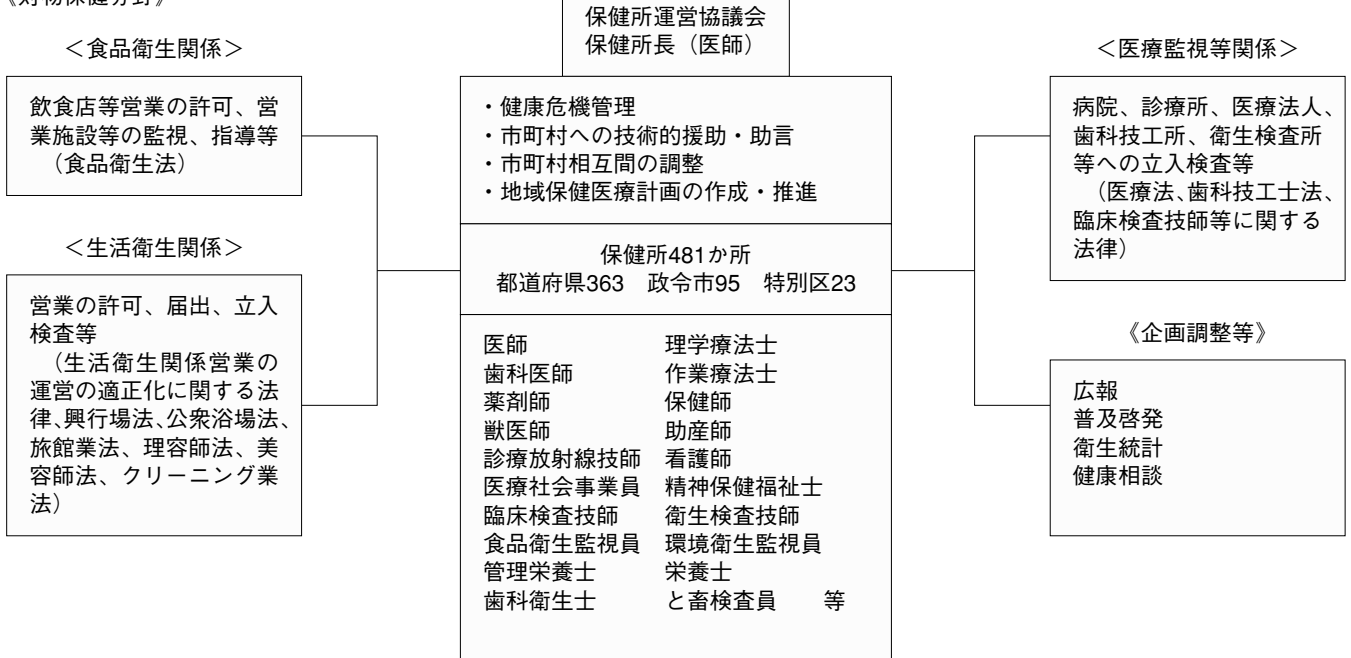 《対物保健分野》
保健所運営協議会
保健所長（医師）
＜食品衛生関係＞
飲食店等営業の許可、営
業施設等の監視、指導等
（食品衛生法）
＜生活衛生関係＞
営業の許可、届出、立入
検査等
（生活衛生関係営業の
運営の適正化に関する法
律、興行場法、公衆浴場法、
旅館業法、理容師法、美
容師法、クリーニング業
法）
・健康危機管理
・市町村への技術的援助・助言
・市町村相互間の調整
・地域保健医療計画の作成・推進
保健所481か所
都道府県363　政令市95　特別区23
医師　理学療法士
歯科医師　作業療法士
薬剤師　保健師
獣医師　助産師
診療放射線技師　看護師
医療社会事業員　精神保健福祉士
臨床検査技師　衛生検査技師
食品衛生監視員　環境衛生監視員
管理栄養士　栄養士
歯科衛生士　と畜検査員　等
＜医療監視等関係＞
病院、診療所、医療法人、
歯科技工所、衛生検査所
等への立入検査等
（医療法、歯科技工士法、
臨床検査技師等に関する
法律）
《企画調整等》
広報
普及啓発
衛生統計
健康相談